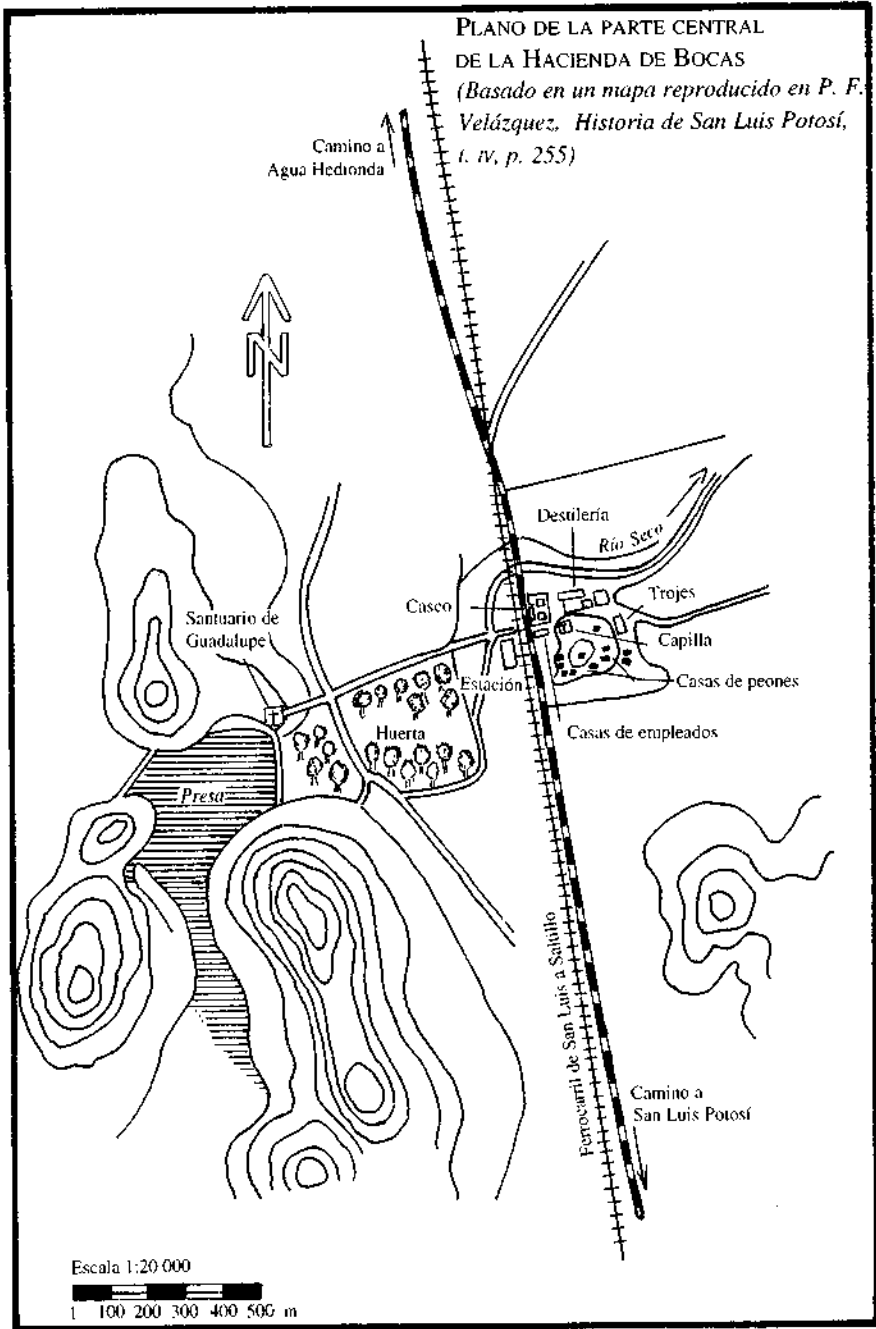 PLANO DE LA PARTE CENTRAL
DE LA HACIENDA DE BOCAS
(Basado en un mapa reproducido en P. F.
Velázquez, Historia de San Luis Potosí,
t. IV, p. 255)
Camino a
Agua Hedionda
N
Destilería
Río Seco
Casco
Trojes
Santuario de
Guadalupe
Capilla
Estación
Casas de peones
Huerta
Casas de empleados
Presa
Ferrocarril de San Luis a Saltillo
Camino a
San Luis Potosí
Escala 1:20 000
1 100 200 300 400 500 m